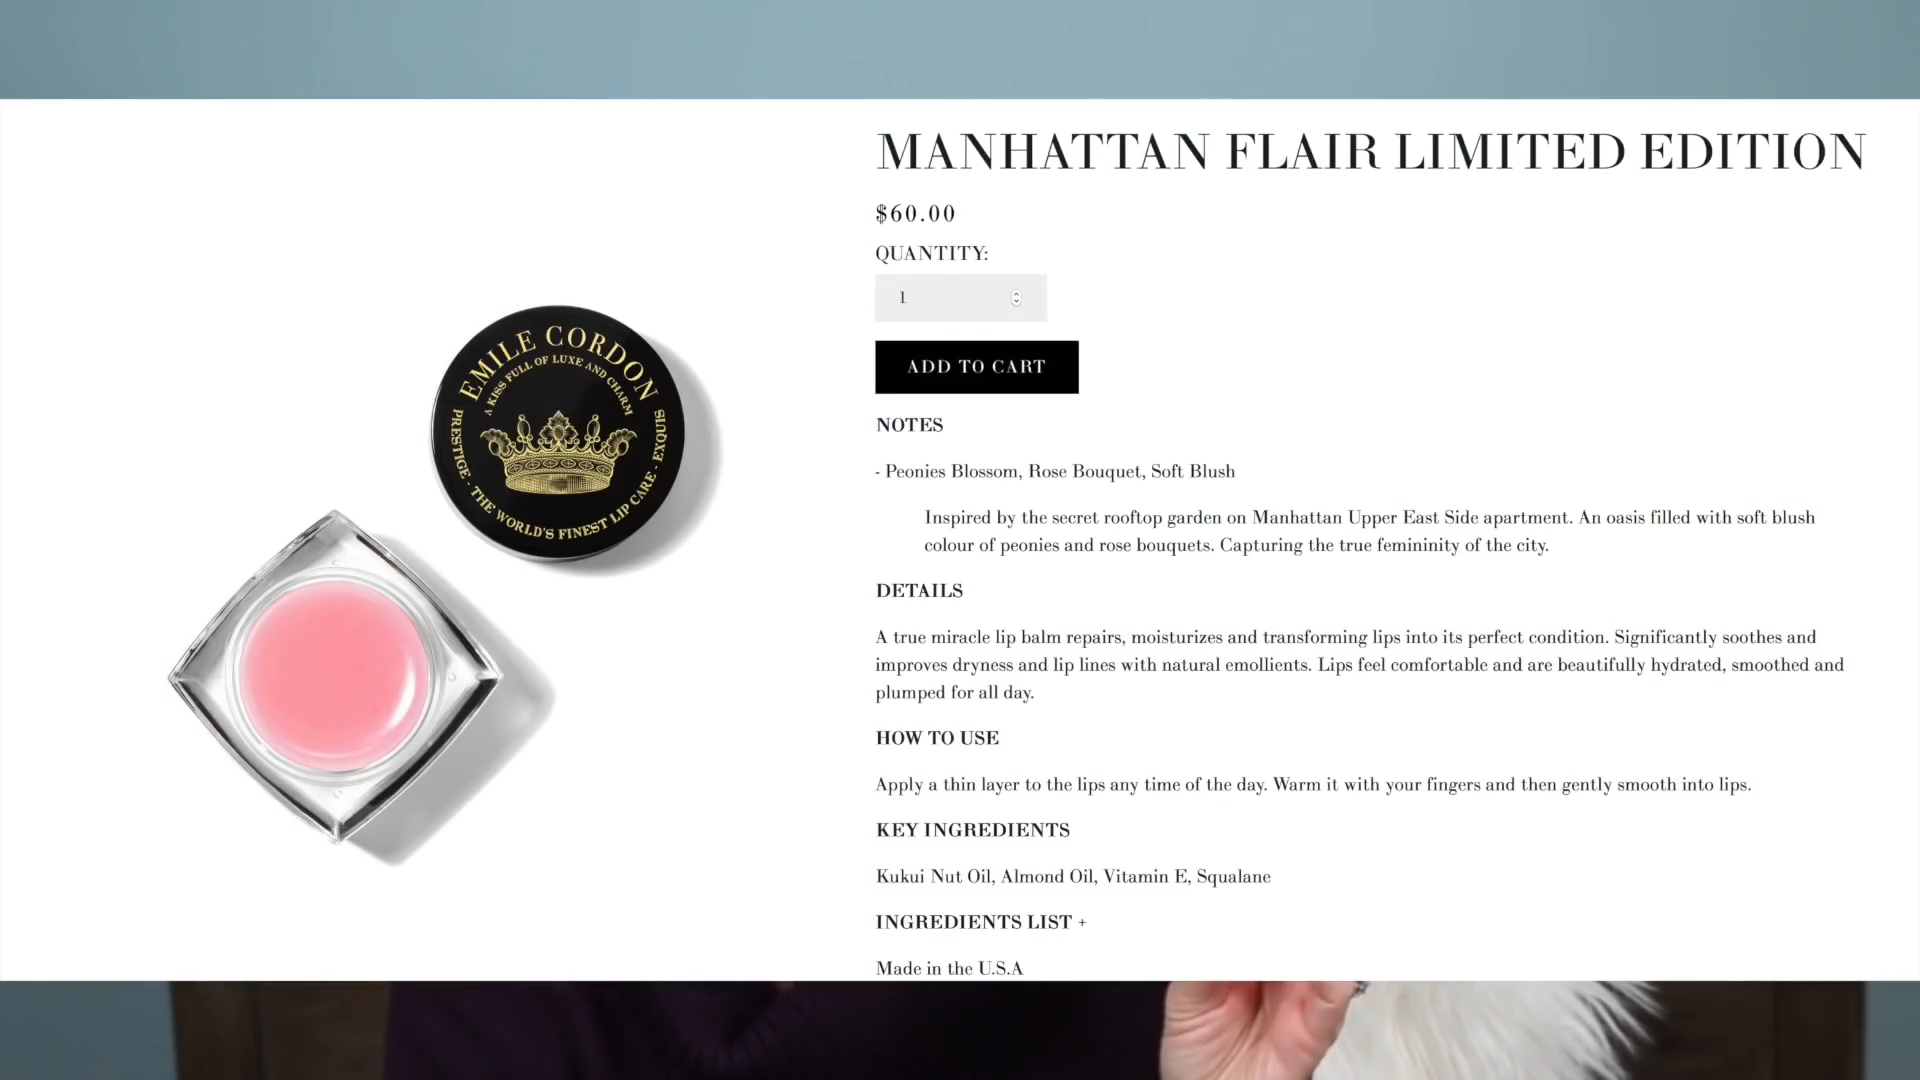 MANHATTAN FLAIR LIMITED EDITION
$60.00
QUANTITY:
1
ADD TO CART
NOTES
- Peonies Blossom, Rose Bouquet, Soft Blush
Inspired by the secret rooftop garden on Manhattan Upper East Side apartment. An oasis filled with soft blush
colour of peonies and rose bouquets. Capturing the true femininity of the city.
DETAILS
A true miracle lip balm repairs, moisturizes and transforming lips into its perfect condition. Significantly soothes and
improves dryness and lip lines with natural emollients. Lips feel comfortable and are beautifully hydrated, smoothed and
plumped for all day.
HOW TO USE
Apply a thin layer to the lips any time of the day. Warm it with your fingers and then gently smooth into lips.
KEY INGREDIENTS
Kukui Nut Oil, Almond Oil, Vitamin E, Squalane
INGREDIENTS LIST +
Made in the U.S.A
EMILE CORDON
A KISS FULL OF LUXE AND CHARM
PRESTIGE - THE WORLD'S FINEST LIP CARE - EXQUIS